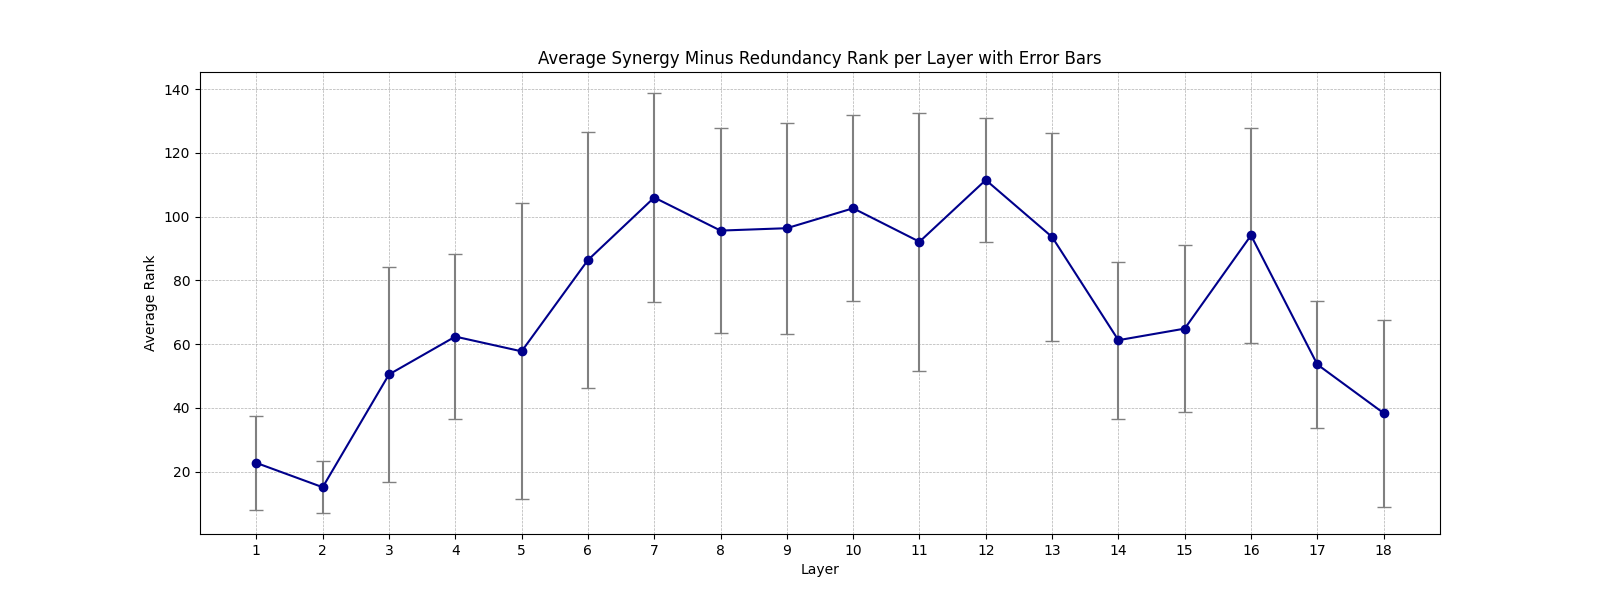 Average Synergy Minus Redundancy Rank per Layer with Error Bars
Average Rank
140
120
100
80
60
40
20
1 2 3 4 5 6 7 8 9 10 11 12 13 14 15 16 17 18
Layer